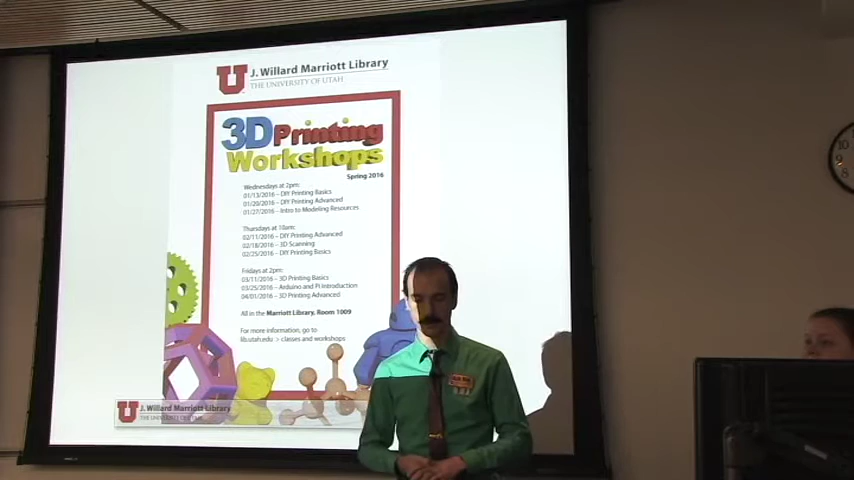 U J. Willard Marriott Library
THE UNIVERSITY OF UTAH
3D Printing
Workshops
Spring 2016
Wednesdays at 2pm:
01/13/2016 – DIY Printing Basics
01/20/2016 – DIY Printing Advanced
01/27/2016 – Intro to Modeling Resources
Thursdays at 10am:
02/11/2016 – DIY Printing Advanced
02/18/2016 – 3D Scanning
02/25/2016 – DIY Printing Basics
Fridays at 2pm:
03/11/2016 – 3D Printing Basics
03/25/2016 – Arduino and Pi Introduction
04/01/2016 – 3D Printing Advanced
All in the Marriott Library, Room 1009
For more information, go to
lib.utah.edu > classes and workshops
U J. Willard Marriott Library
THE UNIVERSITY OF UTAH
10
9
8